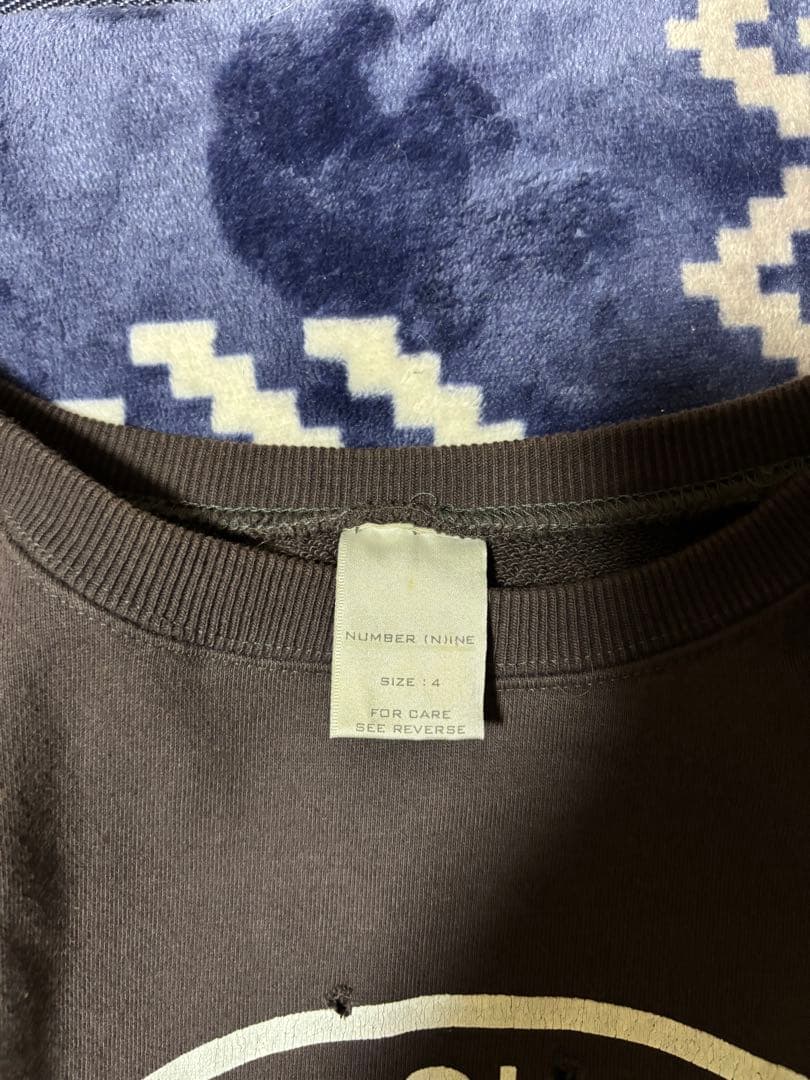 NUMBER (N)INE
SIZE : 4
FOR CARE
SEE REVERSE